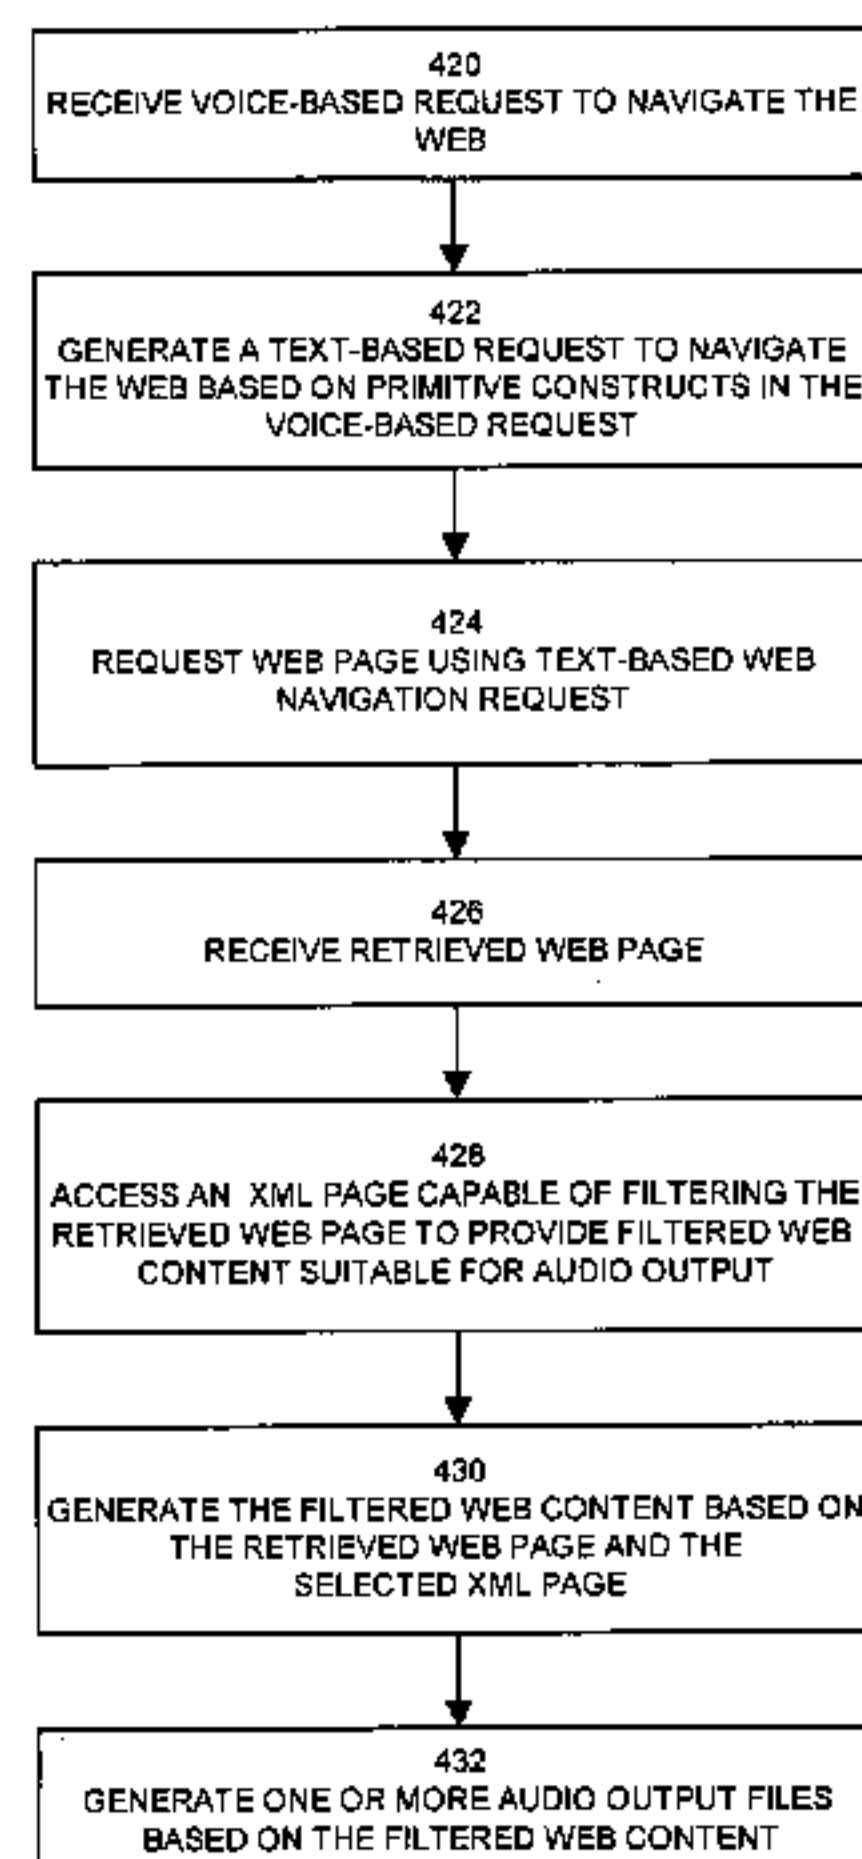 420
RECEIVE VOICE-BASED REQUEST TO NAVIGATE THE
WEB
422
GENERATE A TEXT-BASED REQUEST TO NAVIGATE
THE WEB BASED ON PRIMITIVE CONSTRUCTS IN THE
VOICE-BASED REQUEST
424
REQUEST WEB PAGE USING TEXT-BASED WEB
NAVIGATION REQUEST
426
RECEIVE RETRIEVED WEB PAGE
428
ACCESS AN XML PAGE CAPABLE OF FILTERING THE
RETRIEVED WEB PAGE TO PROVIDE FILTERED WEB
CONTENT SUITABLE FOR AUDIO OUTPUT
430
GENERATE THE FILTERED WEB CONTENT BASED ON
THE RETRIEVED WEB PAGE AND THE
SELECTED XML PAGE
432
GENERATE ONE OR MORE AUDIO OUTPUT FILES
BASED ON THE FILTERED WEB CONTENT